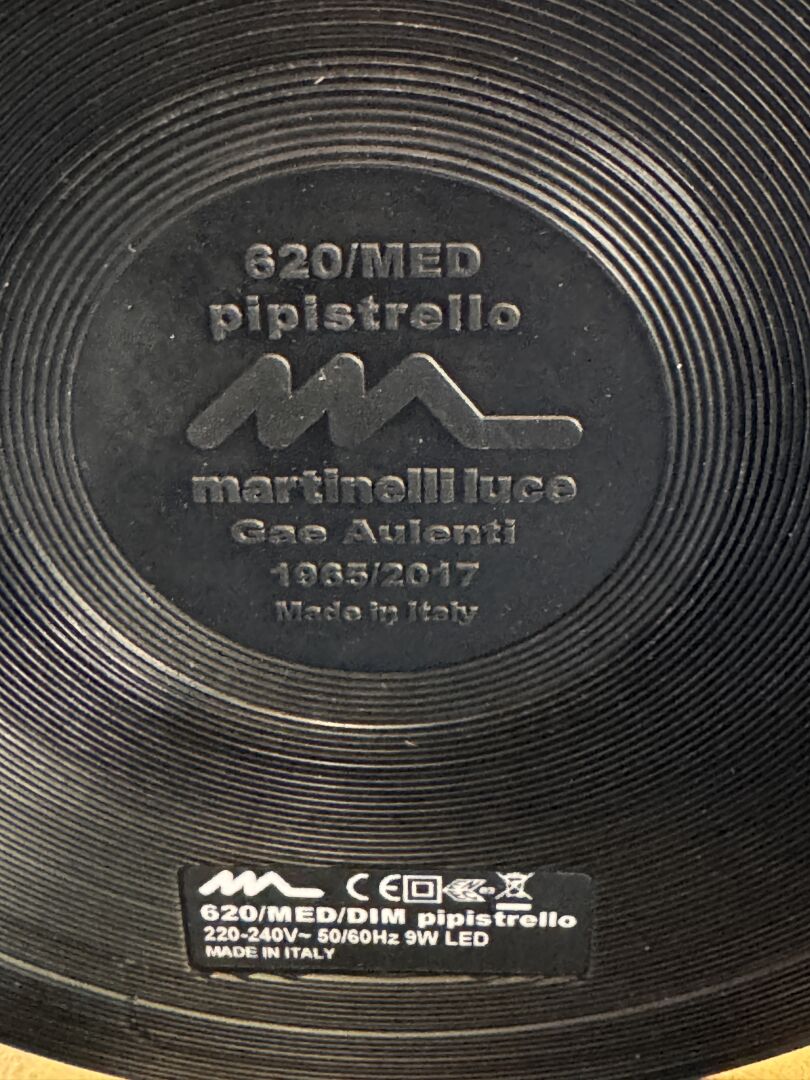 620/MED
pipistrello
martinelli luce
Gae Aulenti
1965/2017
Made in Italy
CE
620/MED/DIM pipistrello
220-240V~ 50/60Hz 9W LED
MADE IN ITALY